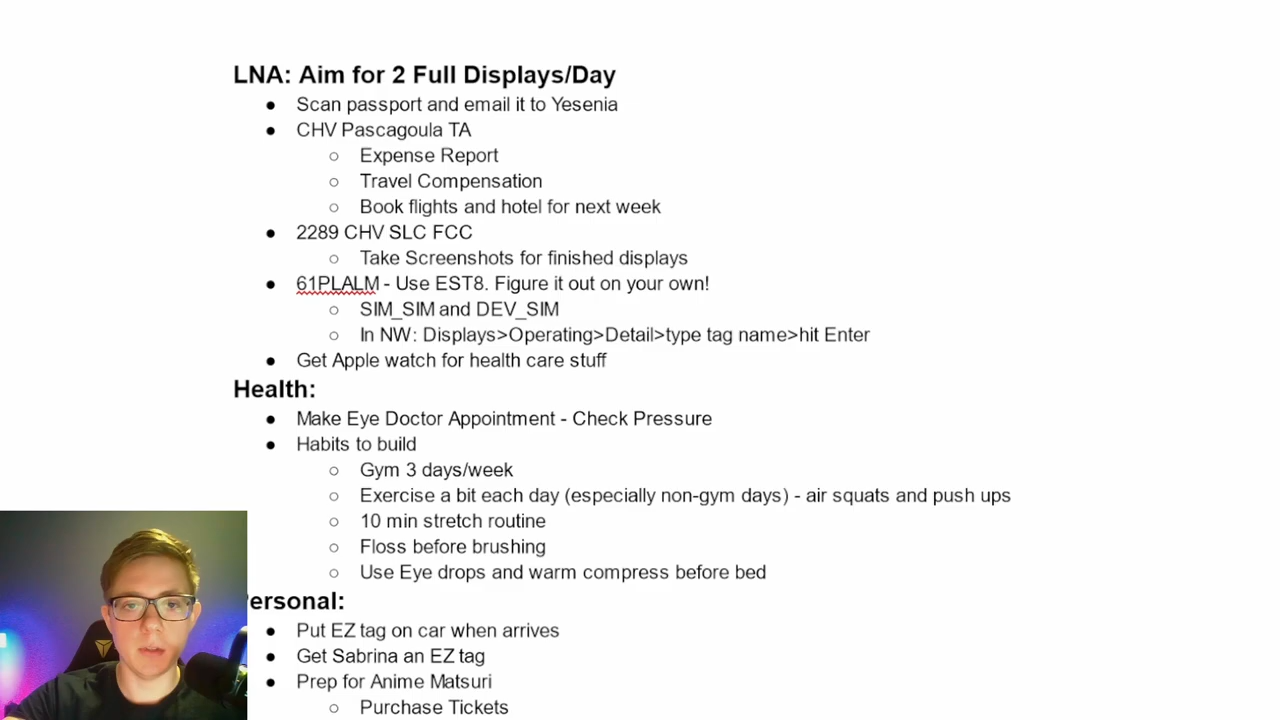 LNA: Aim for 2 Full Displays/Day
● Scan passport and email it to Yesenia
● CHV Pascagoula TA
○ Expense Report
○ Travel Compensation
○ Book flights and hotel for next week
● 2289 CHV SLC FCC
○ Take Screenshots for finished displays
● 61PLALM - Use EST8. Figure it out on your own!
○ SIM_SIM and DEV_SIM
○ In NW: Displays>Operating>Detail>type tag name>hit Enter
● Get Apple watch for health care stuff
Health:
● Make Eye Doctor Appointment - Check Pressure
● Habits to build
○ Gym 3 days/week
○ Exercise a bit each day (especially non-gym days) - air squats and push ups
○ 10 min stretch routine
○ Floss before brushing
○ Use Eye drops and warm compress before bed
ersonal:
● Put EZ tag on car when arrives
● Get Sabrina an EZ tag
● Prep for Anime Matsuri
○ Purchase Tickets